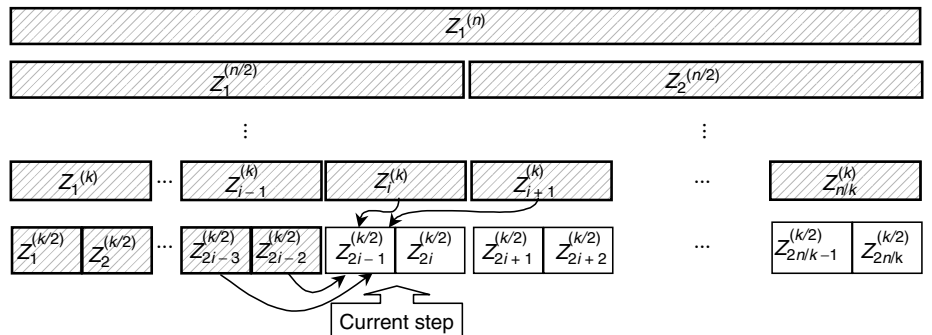 Z_1^{(n)}
Z_1^{(n/2)} Z_2^{(n/2)}
⋮ ⋮
Z_1^{(k)} ... Z_{i-1}^{(k)} Z_i^{(k)} Z_{i+1}^{(k)} ... Z_{n/k}^{(k)}
Z_1^{(k/2)} Z_2^{(k/2)} ... Z_{2i-3}^{(k/2)} Z_{2i-2}^{(k/2)} Z_{2i-1}^{(k/2)} Z_{2i}^{(k/2)} Z_{2i+1}^{(k/2)} Z_{2i+2}^{(k/2)} ... Z_{2n/k-1}^{(k/2)} Z_{2n/k}^{(k/2)}
Current step